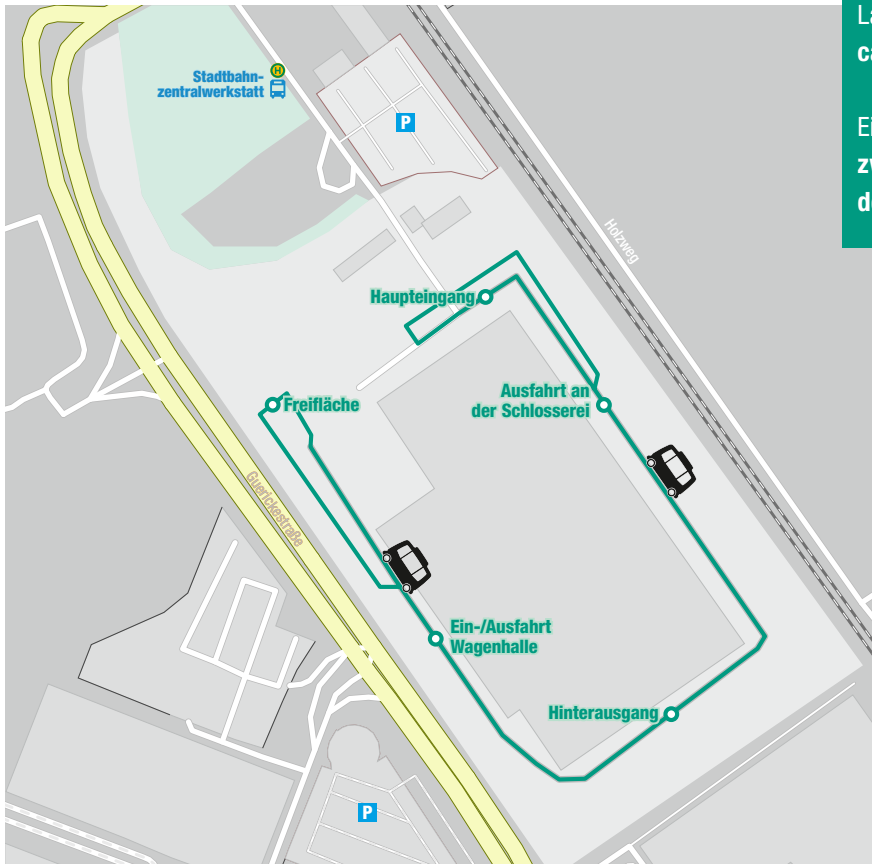 Stadtbahn-
zentralwerkstatt
H
P
Holzweg
Haupteingang
Ausfahrt an
der Schlosserei
Freifläche
Guerickestraße
Ein-/Ausfahrt
Wagenhalle
Hinterausgang
P